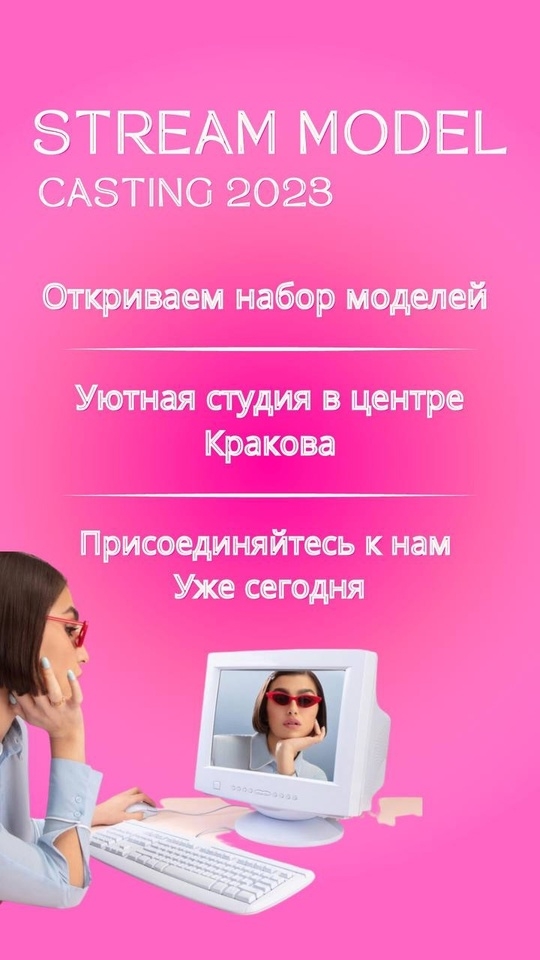 STREAM MODEL
CASTING 2023
Откриваем набор моделей
Уютная студия в центре
Кракова
Присоединяйтесь к нам
Уже сегодня